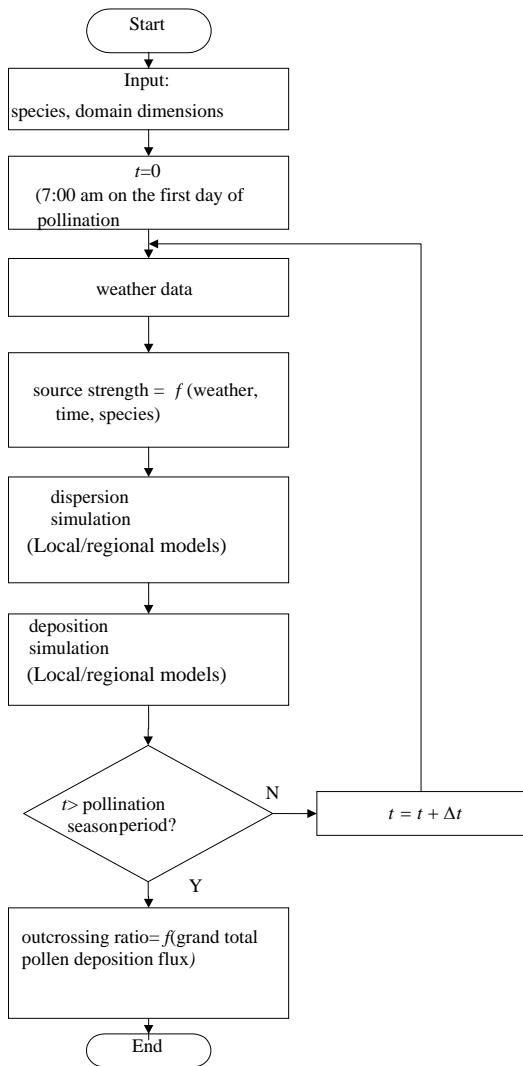 Start
Input:
species, domain dimensions
t=0
(7:00 am on the first day of
pollination
weather data
source strength = f (weather,
time, species)
dispersion
simulation
(Local/regional models)
deposition
simulation
(Local/regional models)
t> pollination
season period?
N
t = t + Δt
Y
outcrossing ratio= f(grand total
pollen deposition flux)
End